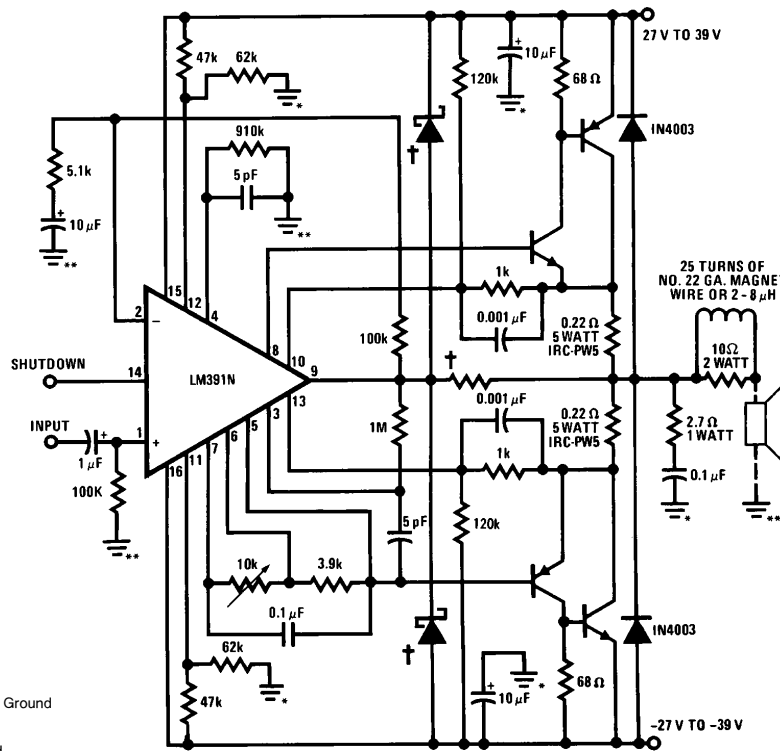 27 V TO 39 V
47k
62k
*
10 µF
+
*
120k
68 Ω
IN4003
5.1k
+
10 µF
**
910k
5 pF
**
†
1k
0.001 µF
0.22 Ω
5 WATT
IRC-PW5
25 TURNS OF
NO. 22 GA. MAGNE
WIRE OR 2 - 8 µH
10Ω
2 WATT
15
12
4
2
−
8
10
9
LM391N
SHUTDOWN
14
100k
†
INPUT
1
+
1 µF
100K
**
16
11
7
6
5
3
13
1M
0.001 µF
1k
0.22 Ω
5 WATT
IRC-PW5
2.7 Ω
1 WATT
0.1 µF
*
**
5 pF
120k
10k
3.9k
0.1 µF
62k
*
47k
†
+
10 µF
*
68 Ω
IN4003
-27 V TO -39 V
Ground